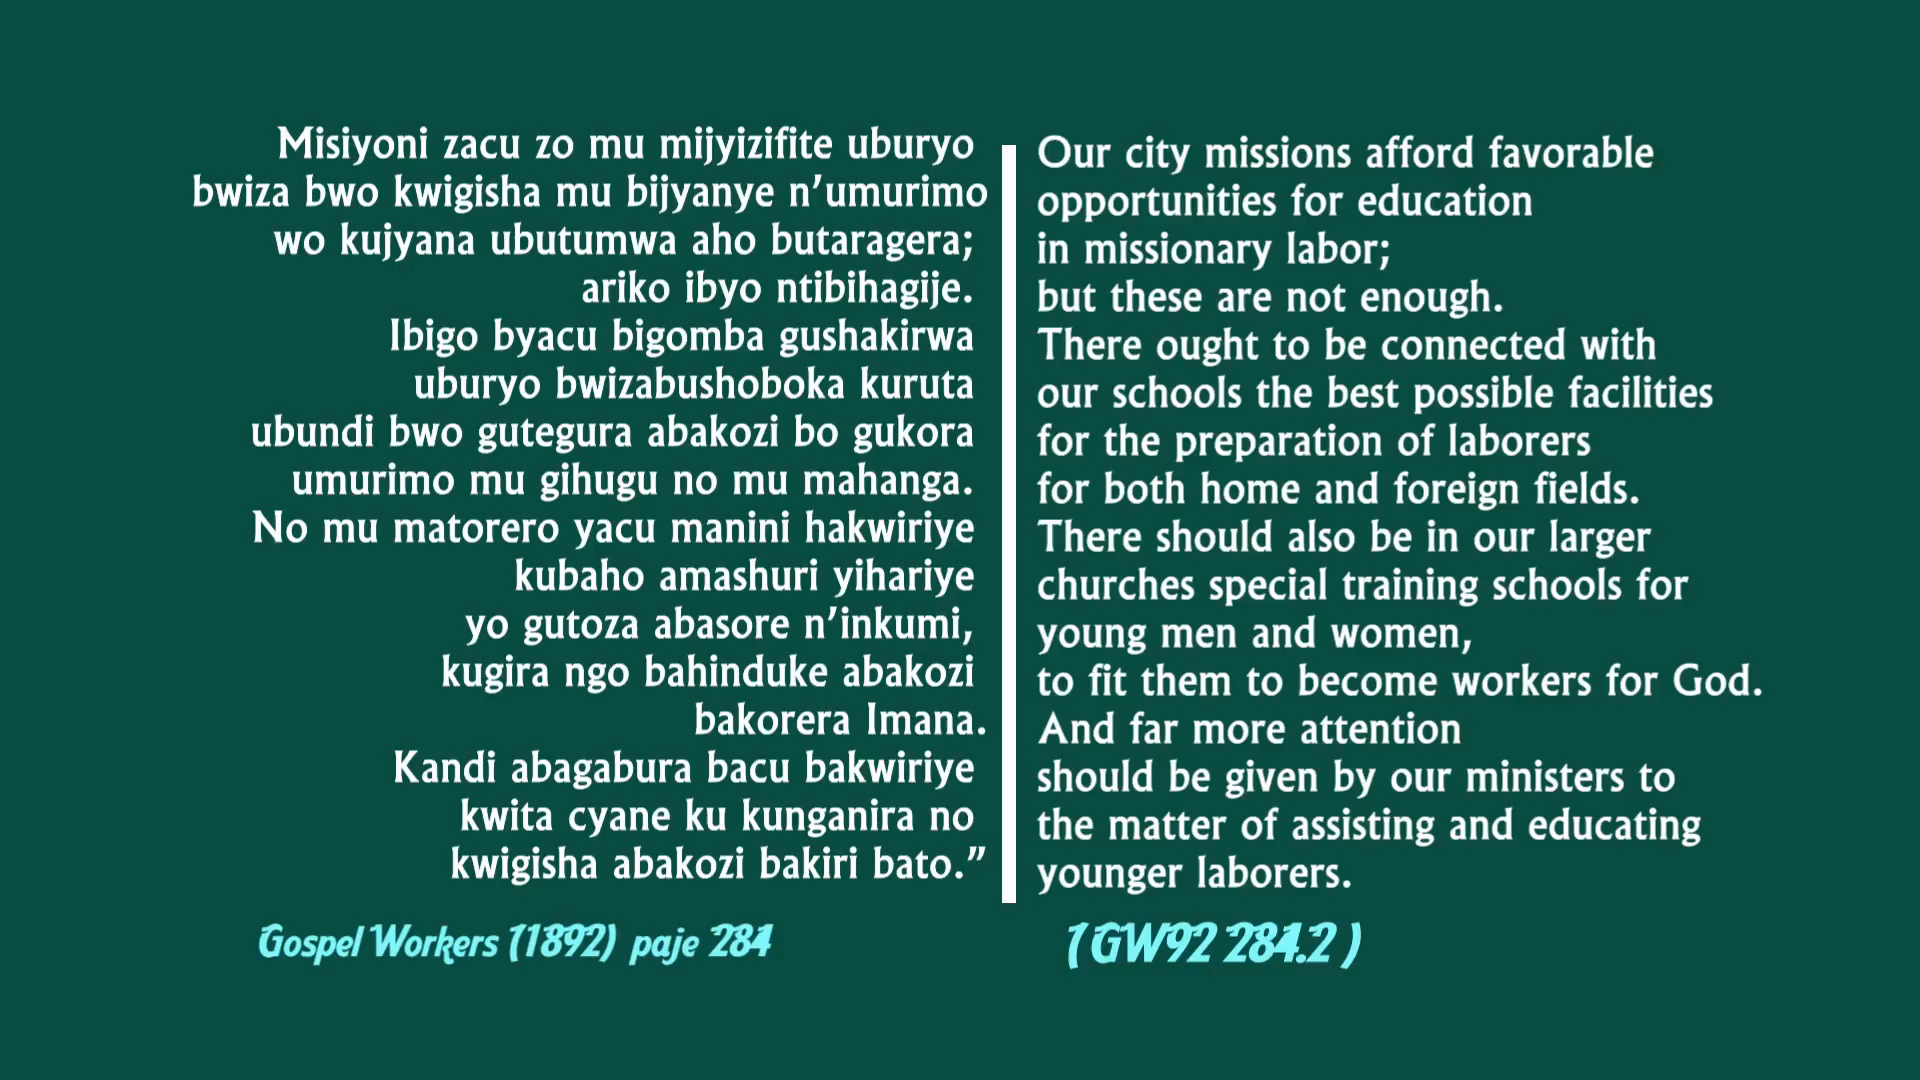 Misiyoni zacu zo mu mijyizifite uburyo
bwiza bwo kwigisha mu bijyanye n’umurimo
wo kujyana ubutumwa aho butaragera;
ariko ibyo ntibihagije.
Ibigo byacu bigomba gushakirwa
uburyo bwizabushoboka kuruta
ubundi bwo gutegura abakozi bo gukora
umurimo mu gihugu no mu mahanga.
No mu matorero yacu manini hakwiriye
kubaho amashuri yihariye
yo gutoza abasore n’inkumi,
kugira ngo bahinduke abakozi
bakorera Imana.
Kandi abagabura bacu bakwiriye
kwita cyane ku kunganira no
kwigisha abakozi bakiri bato.”
Gospel Workers (1892) paje 284
Our city missions afford favorable
opportunities for education
in missionary labor;
but these are not enough.
There ought to be connected with
our schools the best possible facilities
for the preparation of laborers
for both home and foreign fields.
There should also be in our larger
churches special training schools for
young men and women,
to fit them to become workers for God.
And far more attention
should be given by our ministers to
the matter of assisting and educating
younger laborers.
(GW92 284.2 )